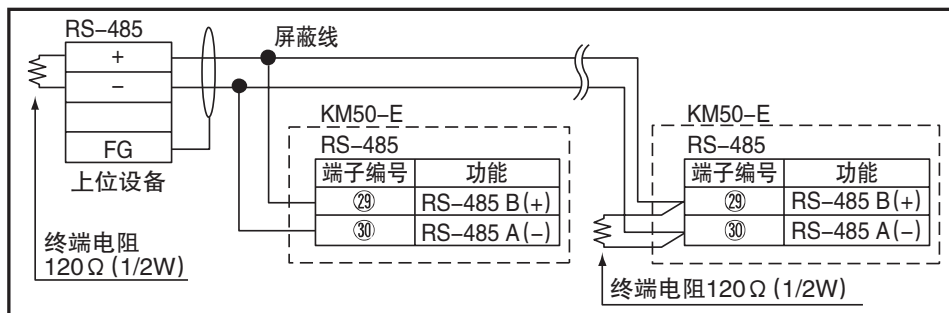 RS-485
+
−
FG
上位设备
终端电阻
120Ω (1/2W)
屏蔽线
KM50-E
RS-485
端子编号 功能
㉙ RS-485 B(+)
㉚ RS-485 A(−)
KM50-E
RS-485
端子编号 功能
㉙ RS-485 B(+)
㉚ RS-485 A(−)
终端电阻120Ω (1/2W)